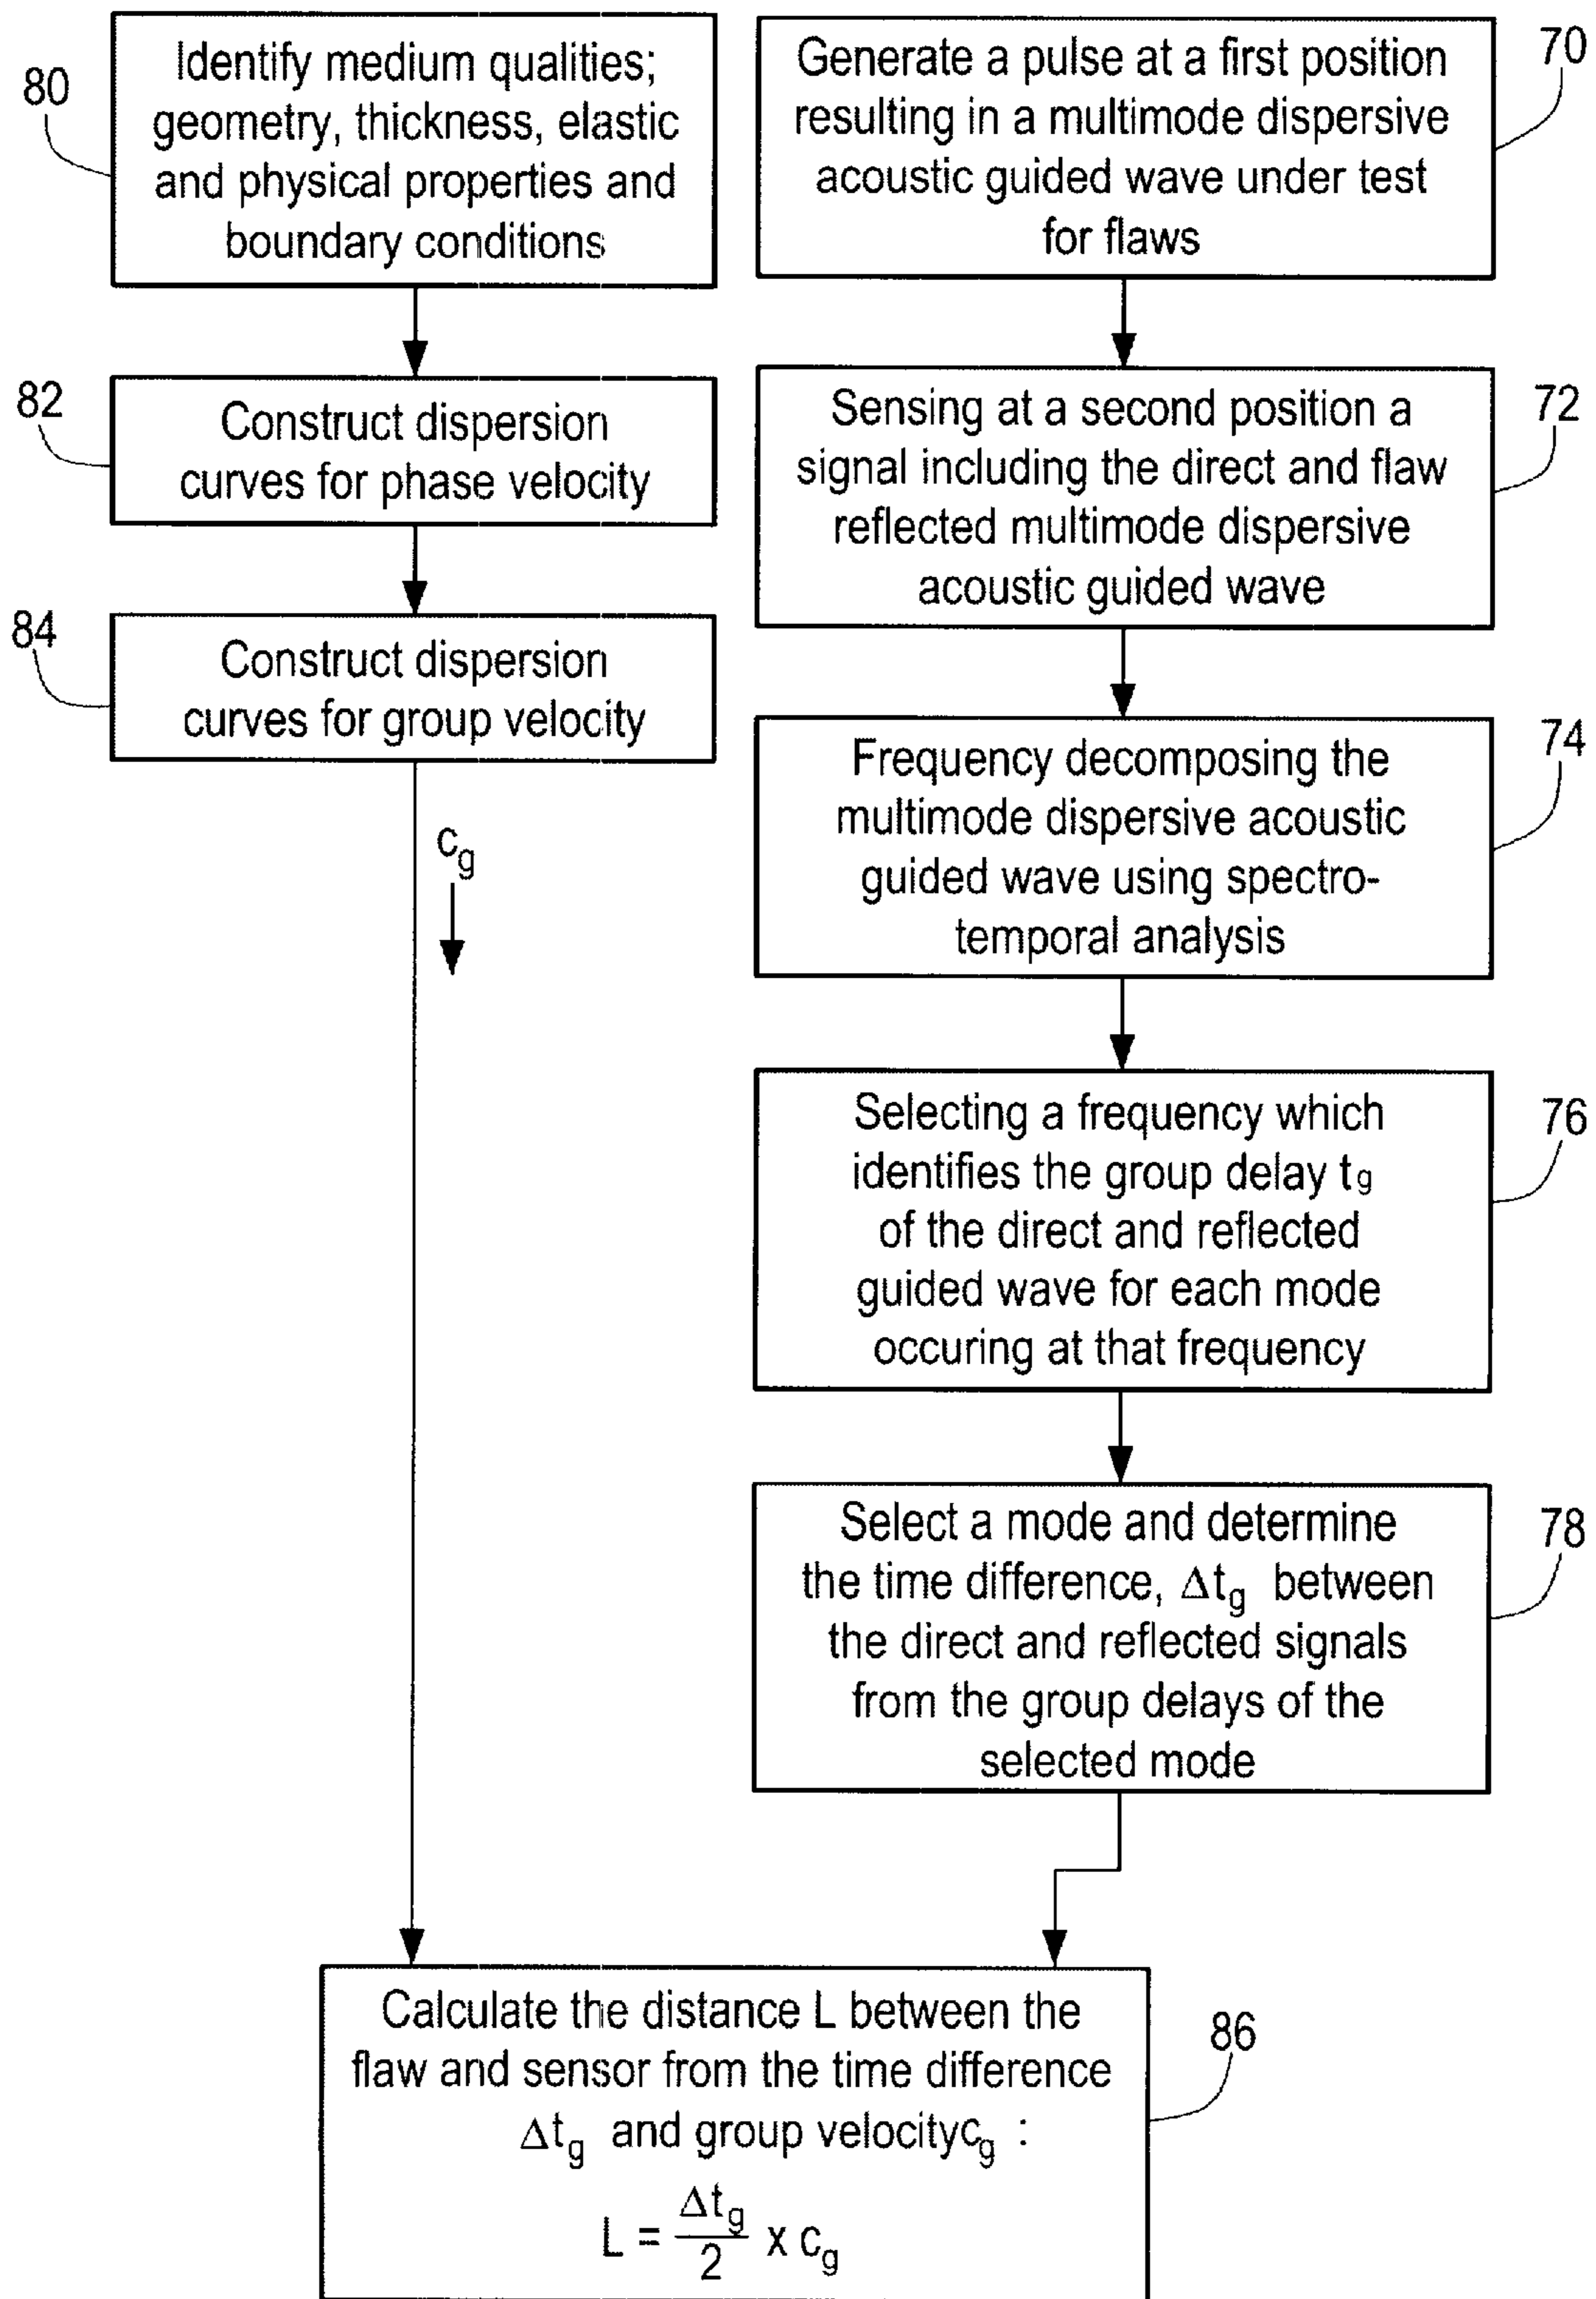 80
Identify medium qualities;
geometry, thickness, elastic
and physical properties and
boundary conditions
82
Construct dispersion
curves for phase velocity
84
Construct dispersion
curves for group velocity
cg
70
Generate a pulse at a first position
resulting in a multimode dispersive
acoustic guided wave under test
for flaws
72
Sensing at a second position a
signal including the direct and flaw
reflected multimode dispersive
acoustic guided wave
74
Frequency decomposing the
multimode dispersive acoustic
guided wave using spectro-
temporal analysis
76
Selecting a frequency which
identifies the group delay tg
of the direct and reflected
guided wave for each mode
occuring at that frequency
78
Select a mode and determine
the time difference, Δtg between
the direct and reflected signals
from the group delays of the
selected mode
86
Calculate the distance L between the
flaw and sensor from the time difference
Δtg and group velocitycg :
L = Δtg/2 x cg